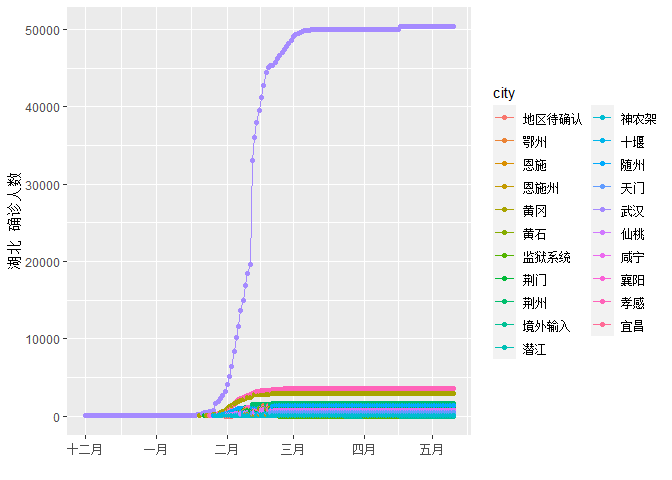 湖北 确诊人数
50000
40000
30000
20000
10000
0
十二月
一月
二月
三月
四月
五月
city
地区待确认
鄂州
恩施
恩施州
黄冈
黄石
监狱系统
荆门
荆州
境外输入
潜江
神农架
十堰
随州
天门
武汉
仙桃
咸宁
襄阳
孝感
宜昌